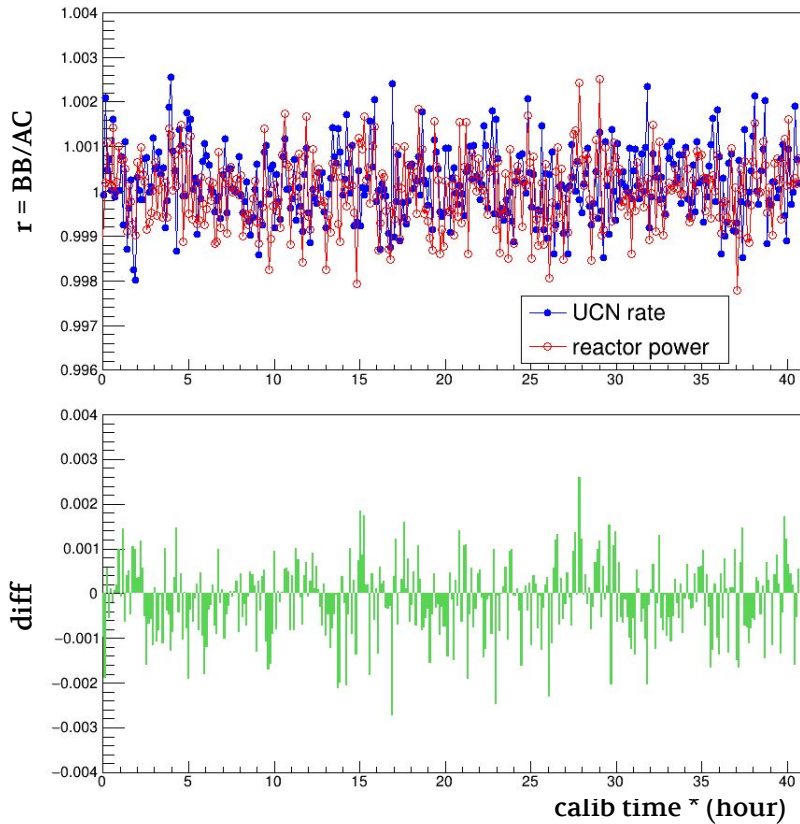 1.004
1.003
1.002
1.001
1
0.999
0.998
0.997
0.996
r = BB/AC
UCN rate
reactor power
0 5 10 15 20 25 30 35 40
0.004
0.003
0.002
0.001
0
−0.001
−0.002
−0.003
−0.004
diff
0 5 10 15 20 25 30 35 40
calib time * (hour)